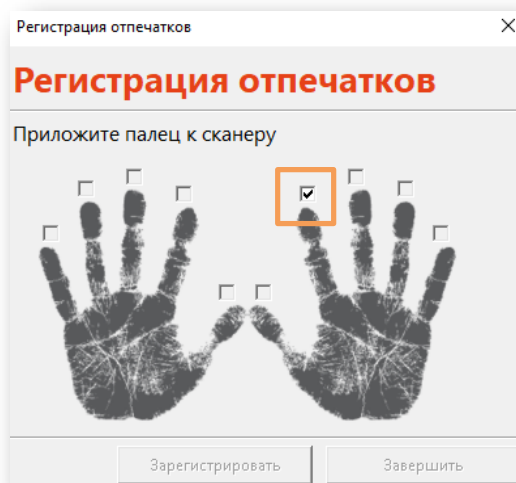 Регистрация отпечатков
Регистрация отпечатков
Приложите палец к сканеру
Зарегистрировать
Завершить